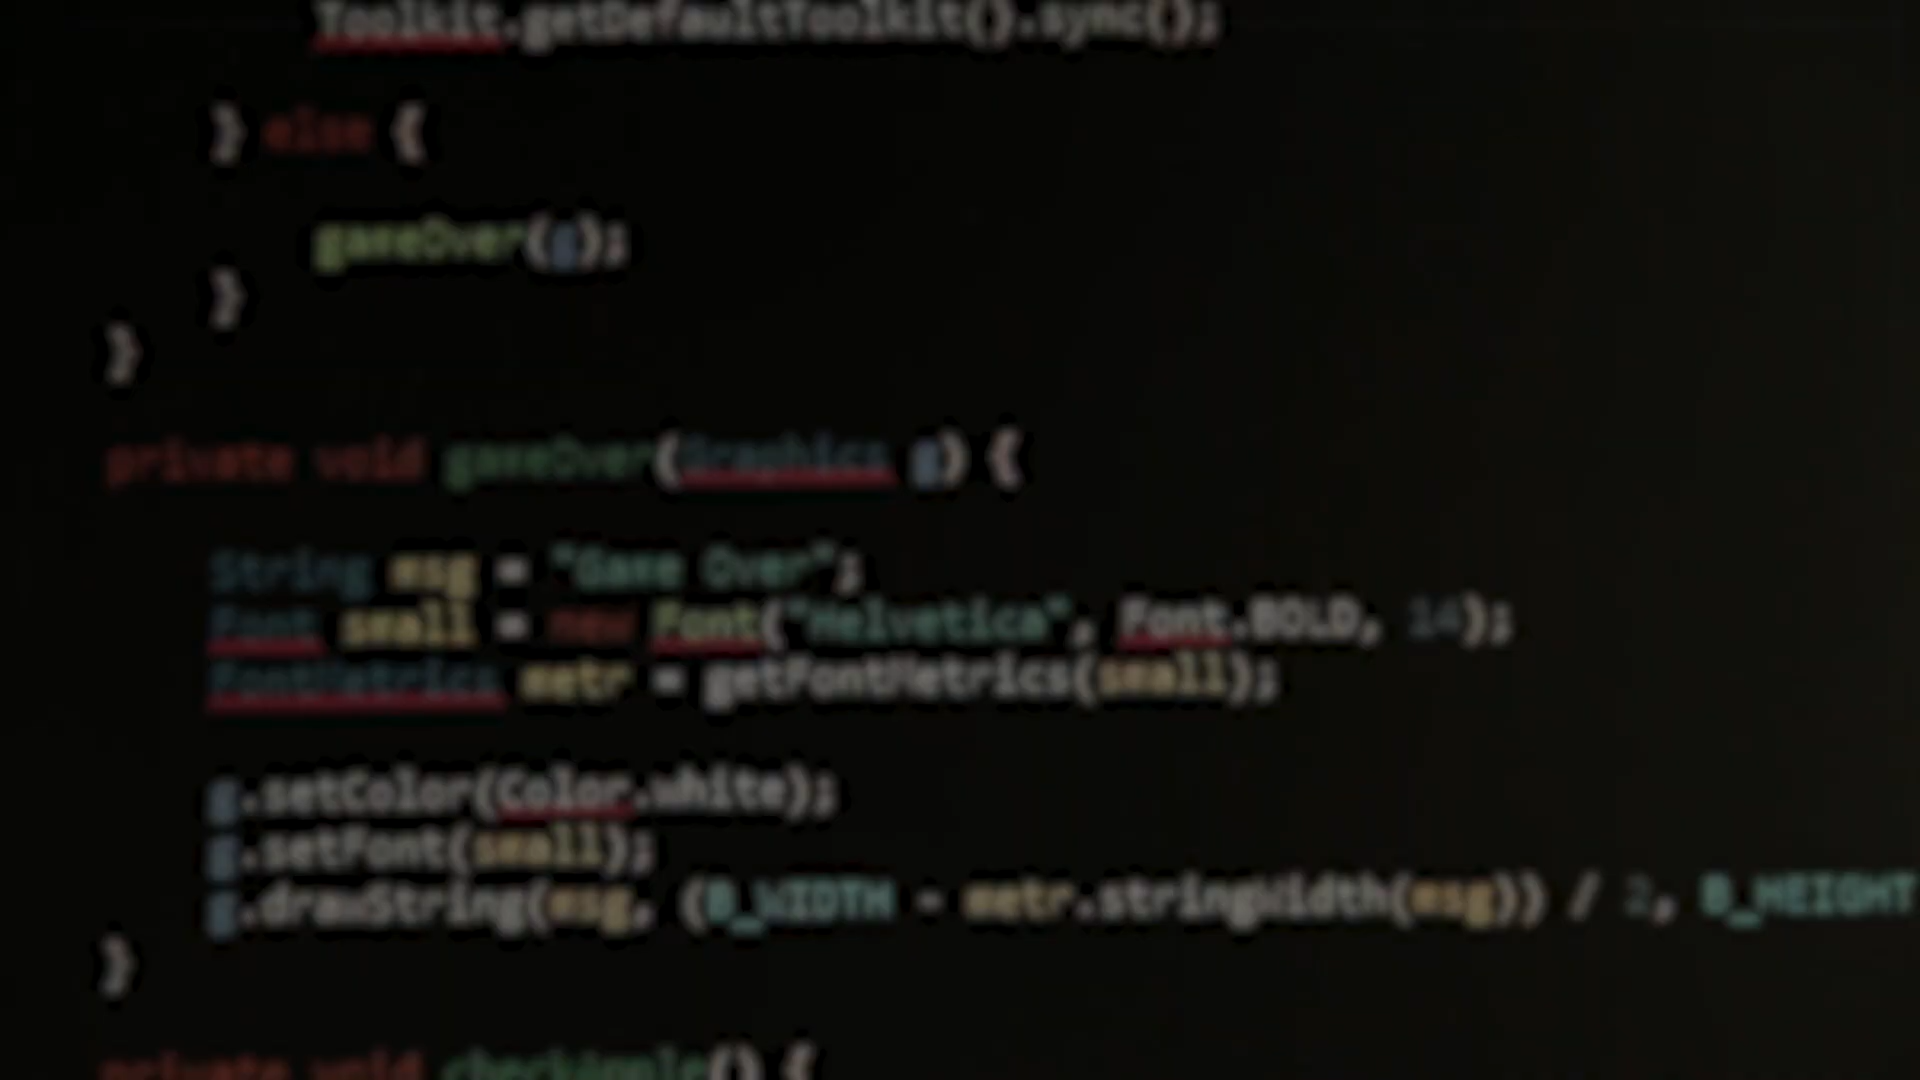 Toolkit.getDefaultToolkit().sync();
} else {
gameOver(g);
}
}
private void gameOver(Graphics g) {
String msg = "Game Over";
Font small = new Font("Helvetica", Font.BOLD, 14);
FontMetrics metr = getFontMetrics(small);
g.setColor(Color.white);
g.setFont(small);
g.drawString(msg, (B_WIDTH - metr.stringWidth(msg)) / 2, B_HEIGHT
}
private void checkApple() {